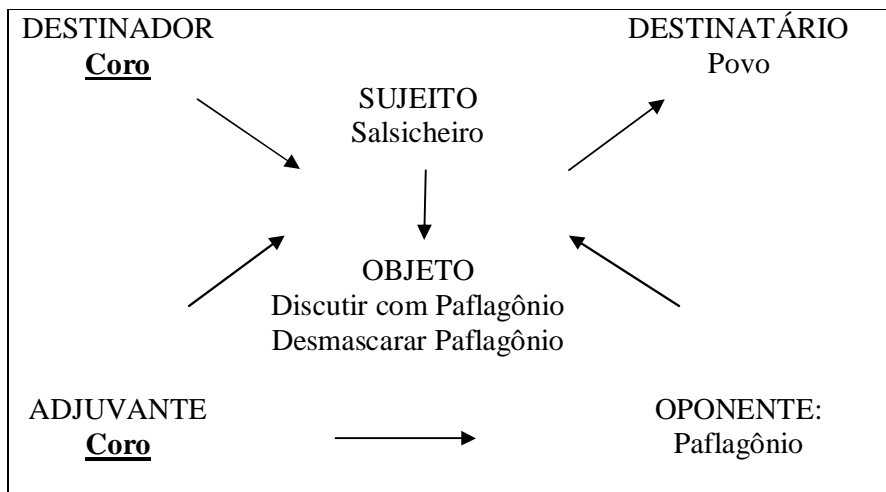 DESTINADOR
Coro
DESTINATÁRIO
Povo
SUJEITO
Salsicheiro
OBJETO
Discutir com Paflagônio
Desmascarar Paflagônio
ADJUVANTE
Coro
OPONENTE:
Paflagônio